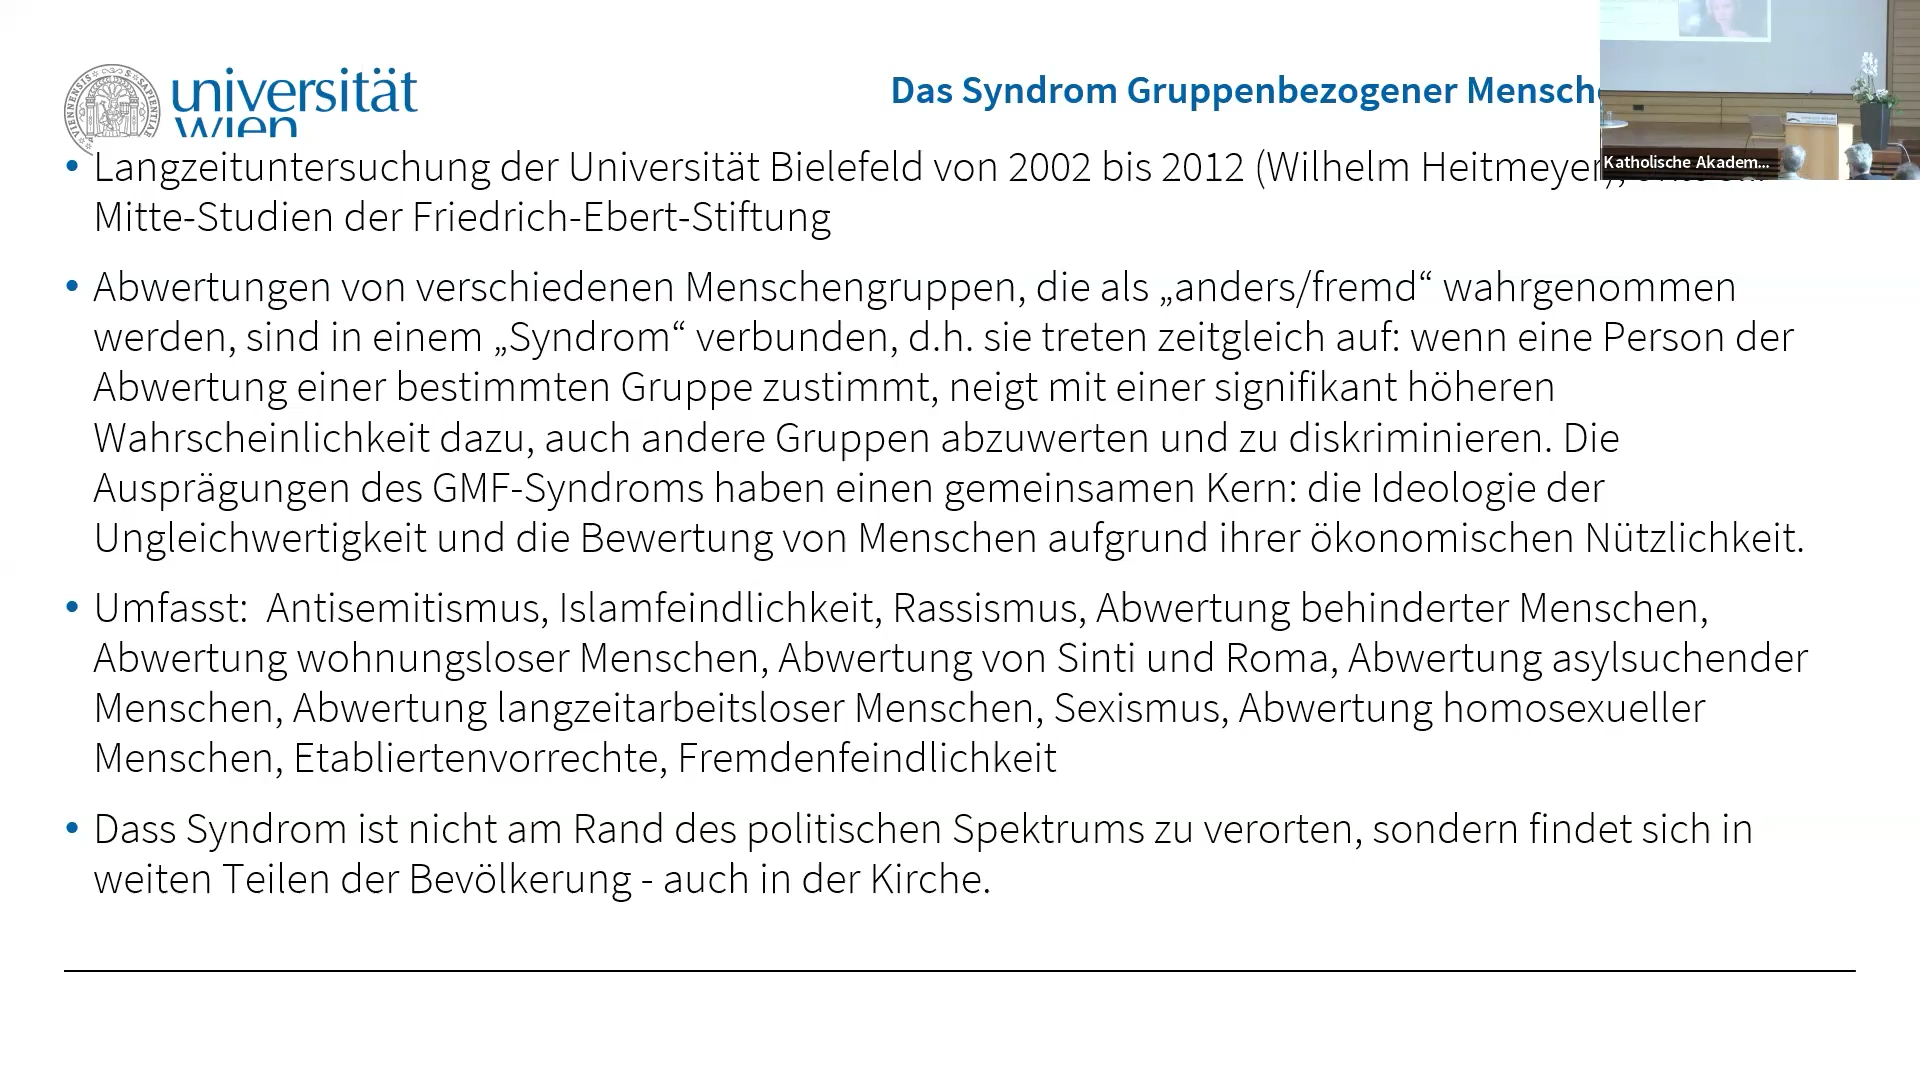 universität
wien
Das Syndrom Gruppenbezogener Mensch
Katholische Akadem...
• Langzeituntersuchung der Universität Bielefeld von 2002 bis 2012 (Wilhelm Heitmeyer),
Mitte-Studien der Friedrich-Ebert-Stiftung
• Abwertungen von verschiedenen Menschengruppen, die als „anders/fremd“ wahrgenommen
werden, sind in einem „Syndrom“ verbunden, d.h. sie treten zeitgleich auf: wenn eine Person der
Abwertung einer bestimmten Gruppe zustimmt, neigt mit einer signifikant höheren
Wahrscheinlichkeit dazu, auch andere Gruppen abzuwerten und zu diskriminieren. Die
Ausprägungen des GMF-Syndroms haben einen gemeinsamen Kern: die Ideologie der
Ungleichwertigkeit und die Bewertung von Menschen aufgrund ihrer ökonomischen Nützlichkeit.
• Umfasst: Antisemitismus, Islamfeindlichkeit, Rassismus, Abwertung behinderter Menschen,
Abwertung wohnungsloser Menschen, Abwertung von Sinti und Roma, Abwertung asylsuchender
Menschen, Abwertung langzeitarbeitsloser Menschen, Sexismus, Abwertung homosexueller
Menschen, Etabliertenvorrechte, Fremdenfeindlichkeit
• Dass Syndrom ist nicht am Rand des politischen Spektrums zu verorten, sondern findet sich in
weiten Teilen der Bevölkerung - auch in der Kirche.